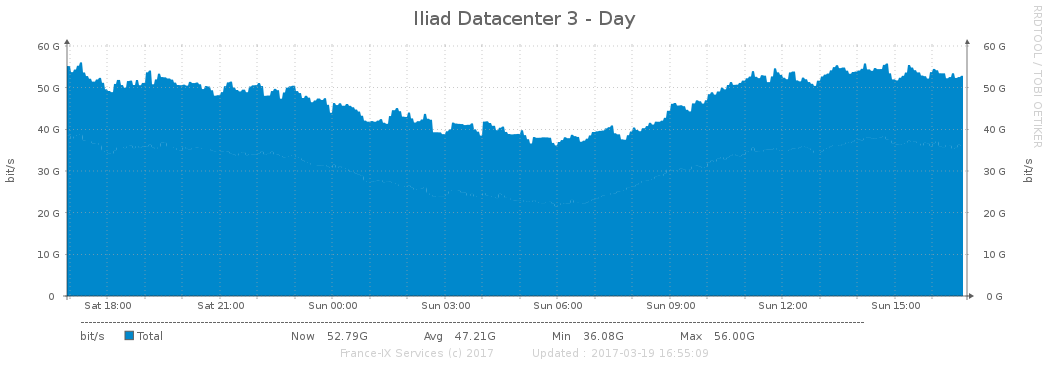 Iliad Datacenter 3 - Day
RRDTOOL / TOBI OETIKER
60 G 60 G
50 G 50 G
40 G 40 G
30 G 30 G
20 G 20 G
10 G 10 G
0 0 G
bit/s bit/s
Sat 18:00 Sat 21:00 Sun 00:00 Sun 03:00 Sun 06:00 Sun 09:00 Sun 12:00 Sun 15:00
bit/s Total Now 52.79G Avg 47.21G Min 36.08G Max 56.00G
France-IX Services (c) 2017 Updated : 2017-03-19 16:55:09